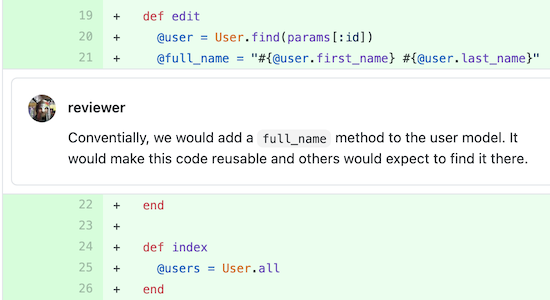 19 + def edit
20 + @user = User.find(params[:id])
21 + @full_name = "#{@user.first_name} #{@user.last_name}"
reviewer
Conventially, we would add a full_name method to the user model. It
would make this code reusable and others would expect to find it there.
22 + end
23 +
24 + def index
25 + @users = User.all
26 + end